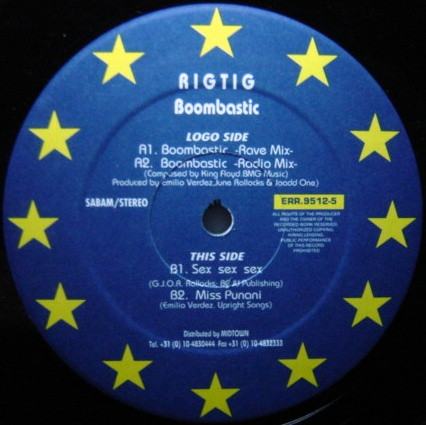 RIGTIG
Boombastic
LOGO SIDE
A1. Boombastic -Rave Mix-
A2. Boombastic -Radio Mix-
(Composed by King Floyd.BMG Music)
Produced by Emilio Verdez,June Rollocks & Joodd One)
SABAM/STEREO
ERR.9512-5
ALL RIGHTS OF THE PRODUCER
AND THE OWNER OF THE
RECORDED WORK RESERVED.
UNAUTHORIZED COPYING,
HIRING, LENDING,
PUBLIC PERFORMANCE
OF THIS RECORD
PROHIBITED
THIS SIDE
B1. Sex sex sex
(G.J.O.R. Rollocks; Publishing)
B2. Miss Punani
(Emilio Verdez, Upright Songs)
Distributed by MIDTOWN
Tel. +31 (0) 10-4830444 Fax +31 (0) 10-4832333